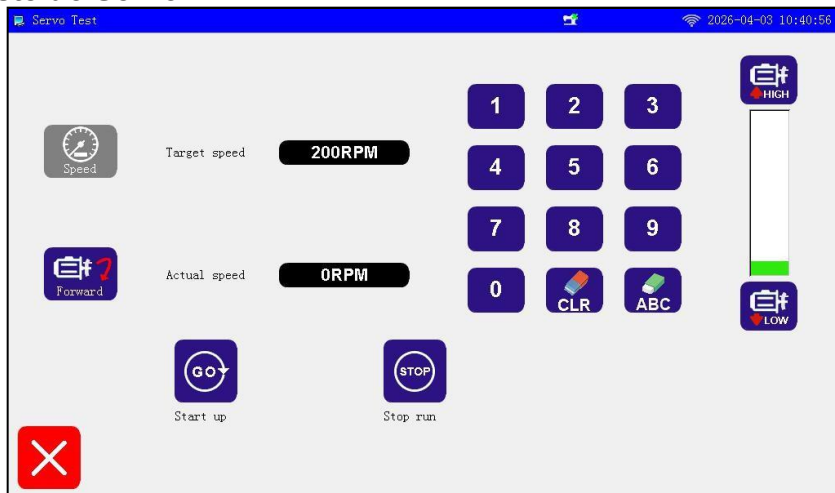 Servo Test
2026-04-03 10:40:56
HIGH
1 2 3
Speed
Target speed
200RPM
4 5 6
7 8 9
Forward
Actual speed
0RPM
0
CLR
ABC
LOW
GO
STOP
Start up
Stop run